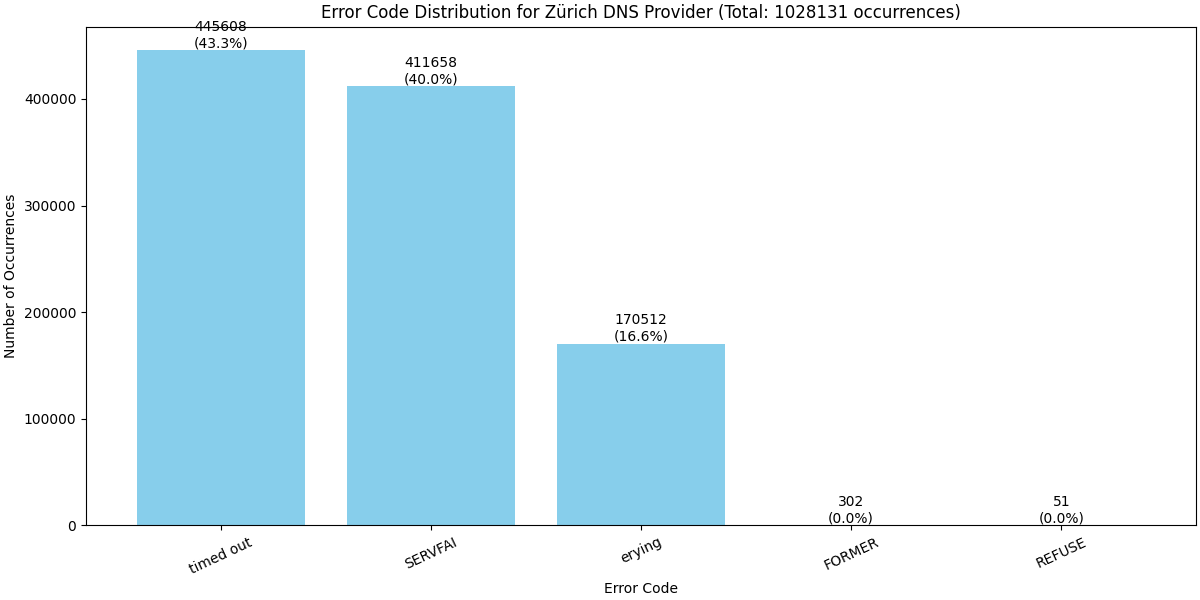 Error Code Distribution for Zürich DNS Provider (Total: 1028131 occurrences)
445608
(43.3%)
411658
(40.0%)
170512
(16.6%)
302
(0.0%)
51
(0.0%)
400000
300000
200000
100000
0
Number of Occurrences
timed out
SERVFAI
erying
FORMER
REFUSE
Error Code